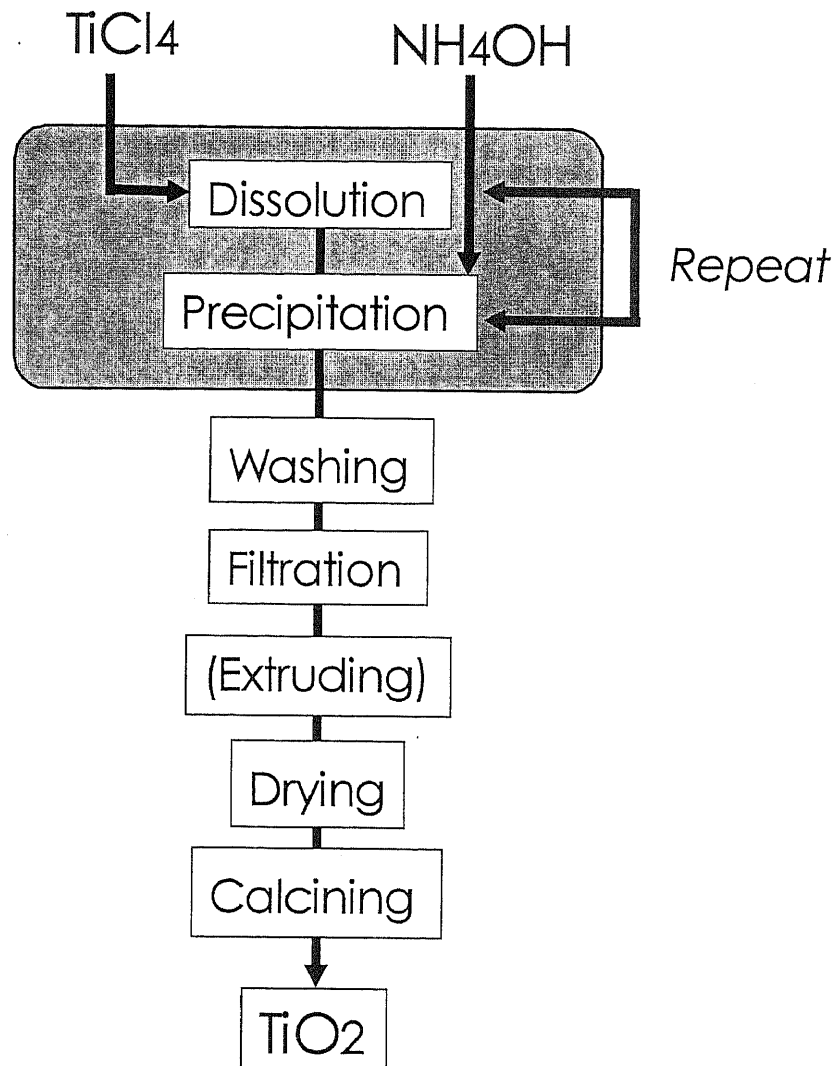 TiCl4
NH4OH
Dissolution
Repeat
Precipitation
Washing
Filtration
(Extruding)
Drying
Calcining
TiO2